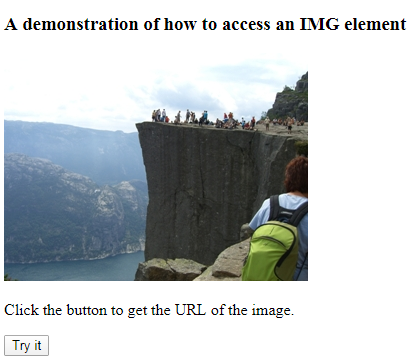 A demonstration of how to access an IMG element
Click the button to get the URL of the image.
Try it